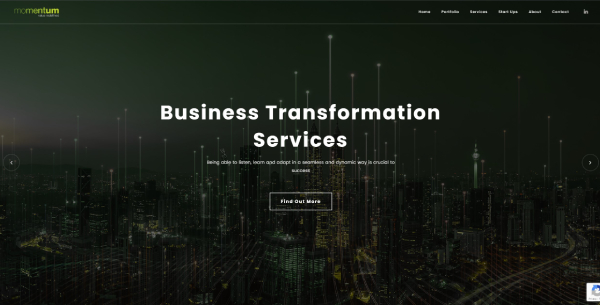 momentum
Home Portfolio Services Start Ups About Contact in
Business Transformation
Services
Being able to listen, learn and adapt in a seamless and dynamic way is crucial to
success
Find Out More